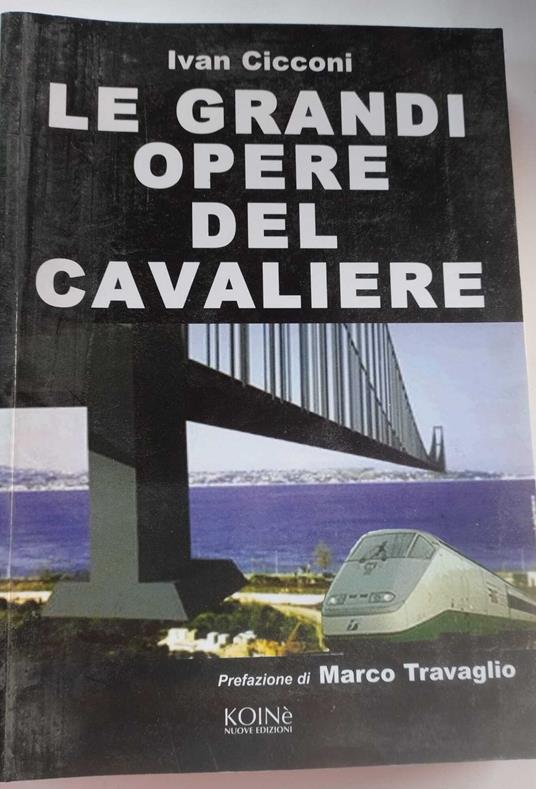 Ivan Cicconi
LE GRANDI
OPERE
DEL
CAVALIERE
Prefazione di Marco Travaglio
KOINè
NUOVE EDIZIONI